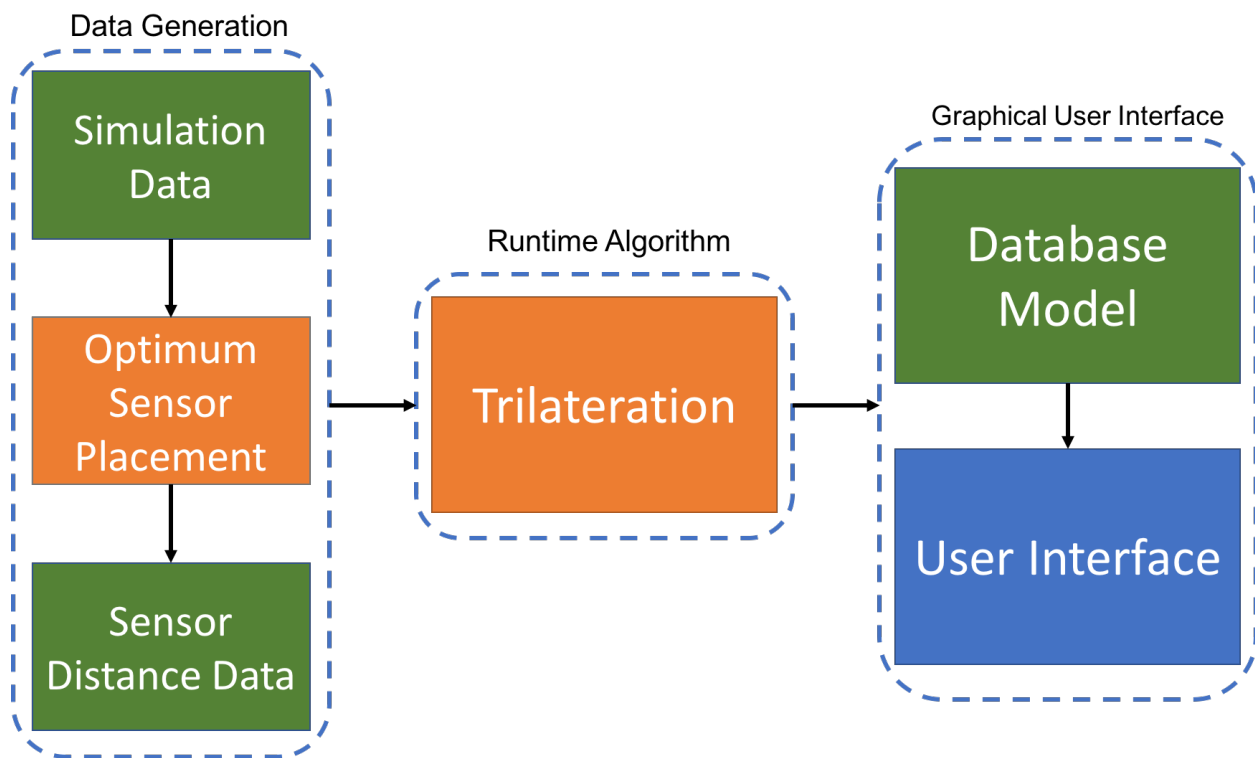 Data Generation
Simulation
Data
Optimum
Sensor
Placement
Sensor
Distance Data
Runtime Algorithm
Trilateration
Graphical User Interface
Database
Model
User Interface